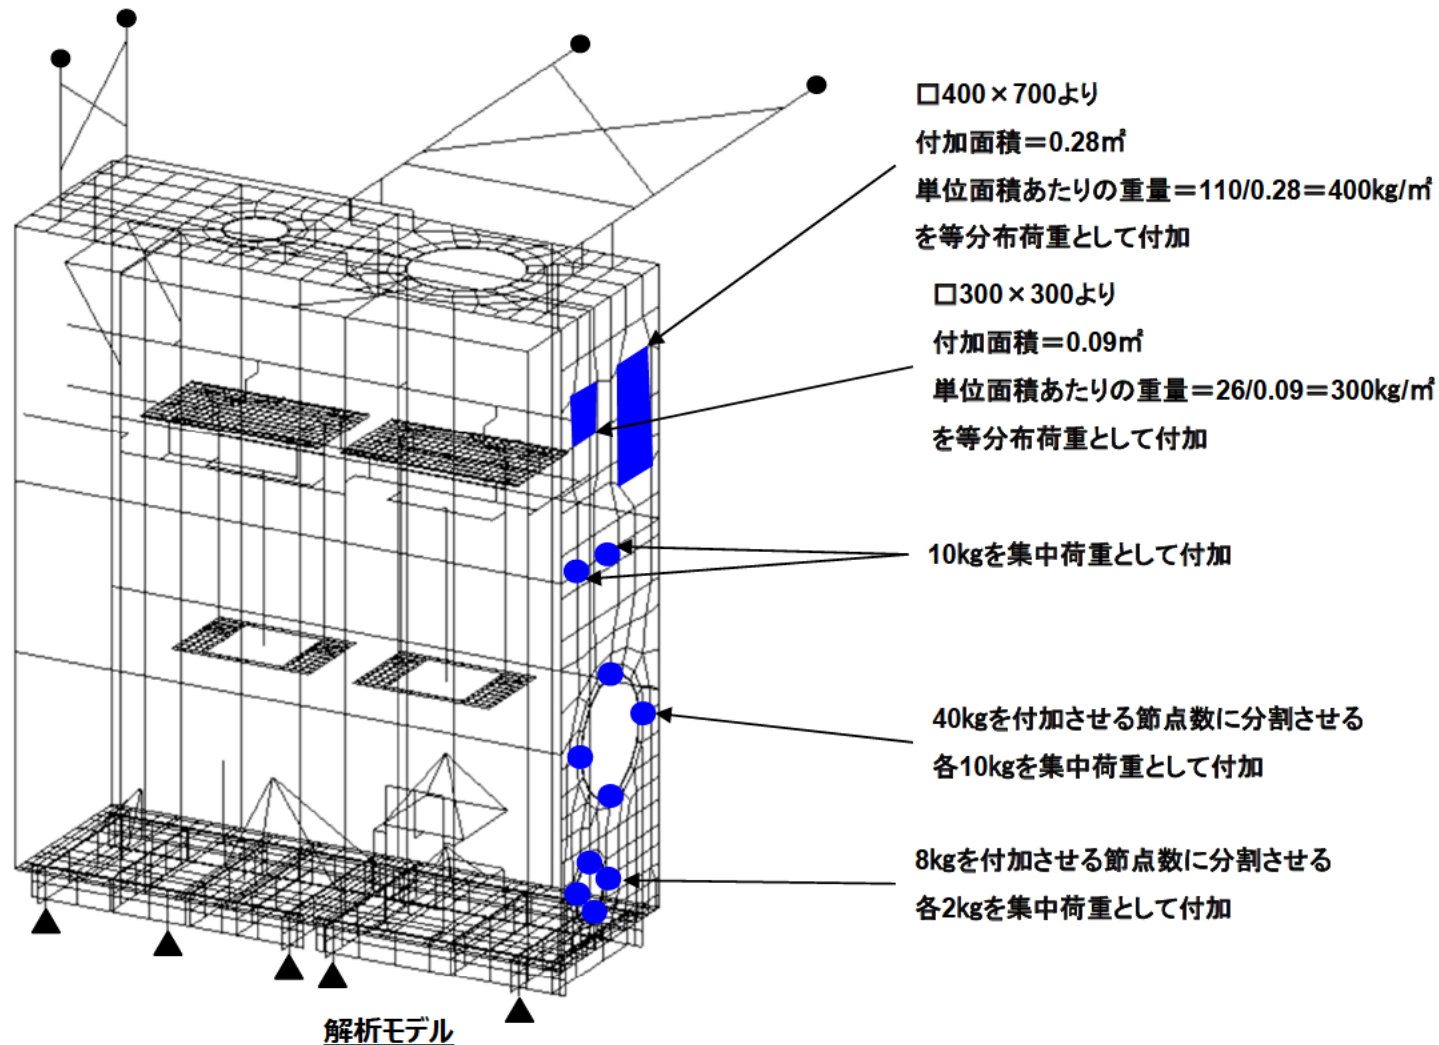 □400×700より
付加面積＝0.28㎡
単位面積あたりの重量＝110/0.28＝400kg/㎡
を等分布荷重として付加
□300×300より
付加面積＝0.09㎡
単位面積あたりの重量＝26/0.09＝300kg/㎡
を等分布荷重として付加
10kgを集中荷重として付加
40kgを付加させる節点数に分割させる
各10kgを集中荷重として付加
8kgを付加させる節点数に分割させる
各2kgを集中荷重として付加
解析モデル